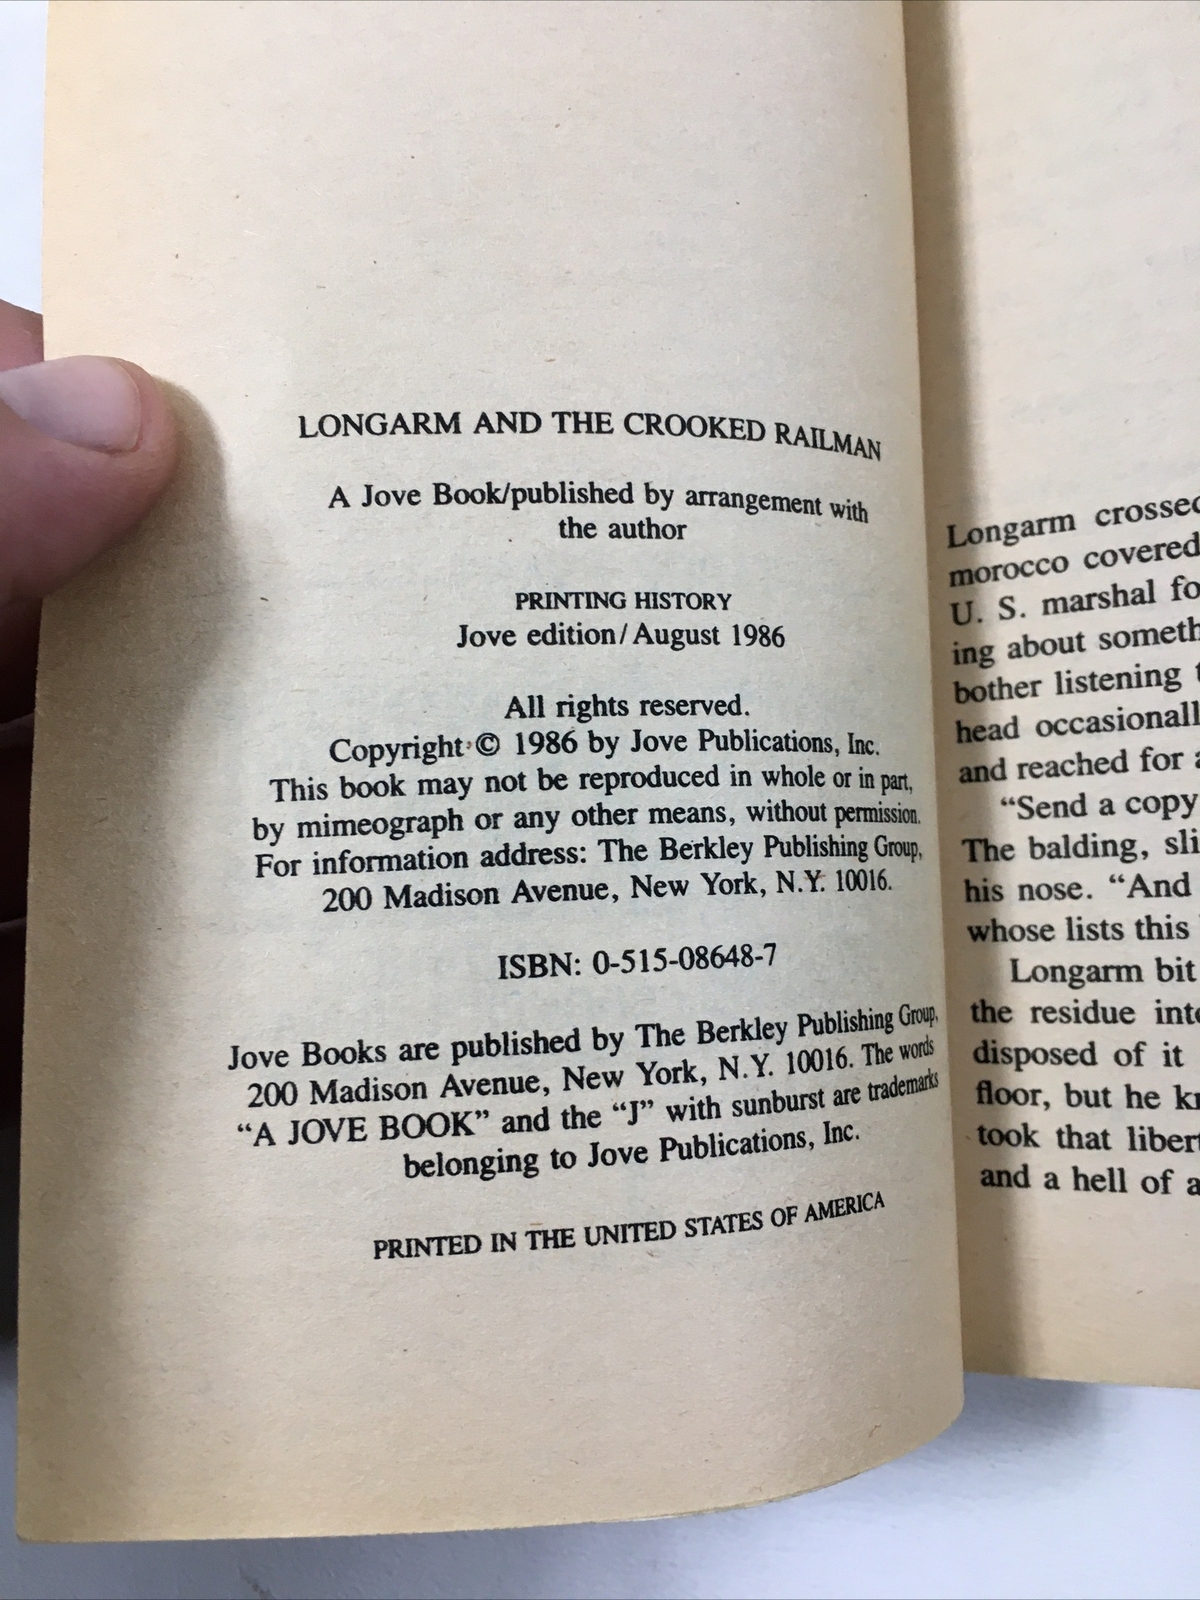 LONGARM AND THE CROOKED RAILMAN
A Jove Book/published by arrangement with
the author
PRINTING HISTORY
Jove edition/August 1986
All rights reserved.
Copyright © 1986 by Jove Publications, Inc.
This book may not be reproduced in whole or in part,
by mimeograph or any other means, without permission.
For information address: The Berkley Publishing Group,
200 Madison Avenue, New York, N.Y. 10016.
ISBN: 0-515-08648-7
Jove Books are published by The Berkley Publishing Group,
200 Madison Avenue, New York, N.Y. 10016. The words
“A JOVE BOOK” and the “J” with sunburst are trademarks
belonging to Jove Publications, Inc.
PRINTED IN THE UNITED STATES OF AMERICA
Longarm crossed
morocco covered
U. S. marshal
ing about
bother listening
head
and reached for
“Send a copy
The balding,
his nose. “And
whose lists this
Longarm bit
the residue
disposed of it
floor, but he
took that
and a hell of